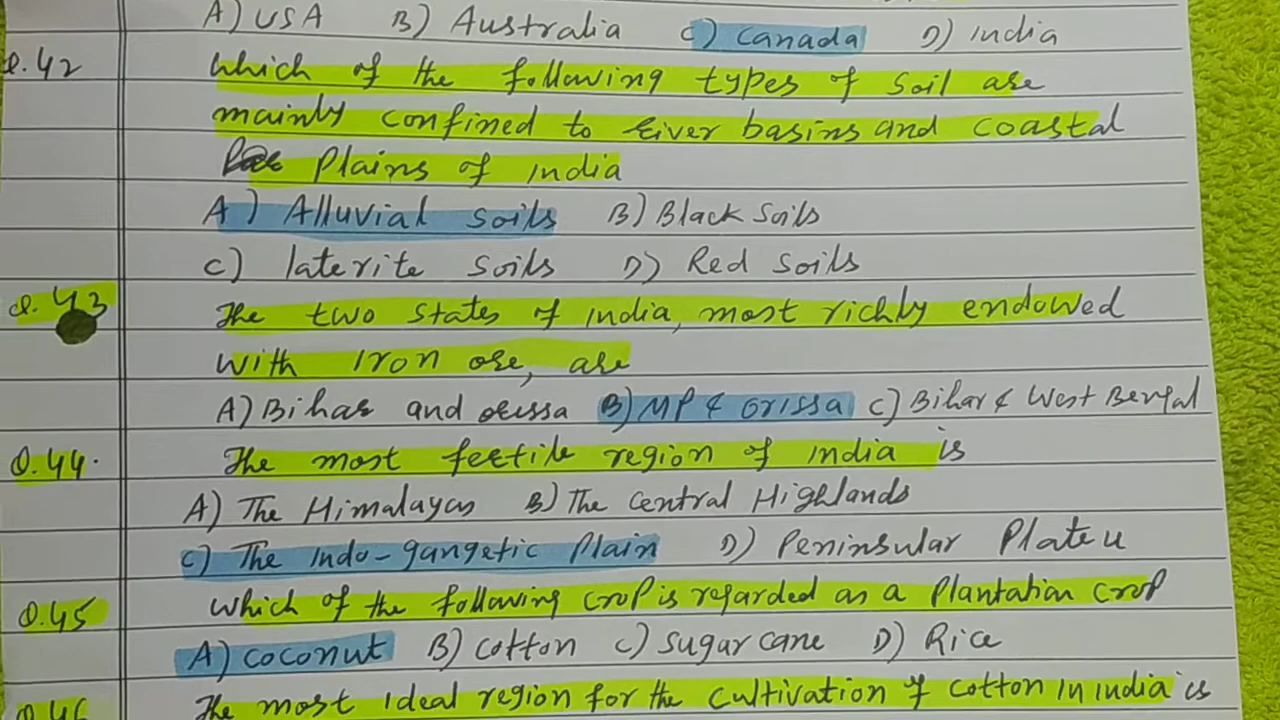 A) USA B) Australia C) Canada D) India
Q.42 Which of the following types of Soil are
mainly confined to river basins and coastal
Plains of India
A) Alluvial soils B) Black Soils
C) laterite soils D) Red Soils
Q.43 The two States of India, most richly endowed
with Iron ore, are
A) Bihar and orissa B) MP & Orissa C) Bihar & West Bengal
Q.44. The most fertile region of India is
A) The Himalayas B) The Central Highlands
C) The Indo-gangetic Plain D) Peninsular Plateu
Q.45 Which of the following crop is regarded as a Plantation crop
A) coconut B) cotton C) Sugar cane D) Rice
Q.46 The most ideal region for the cultivation of cotton in india is